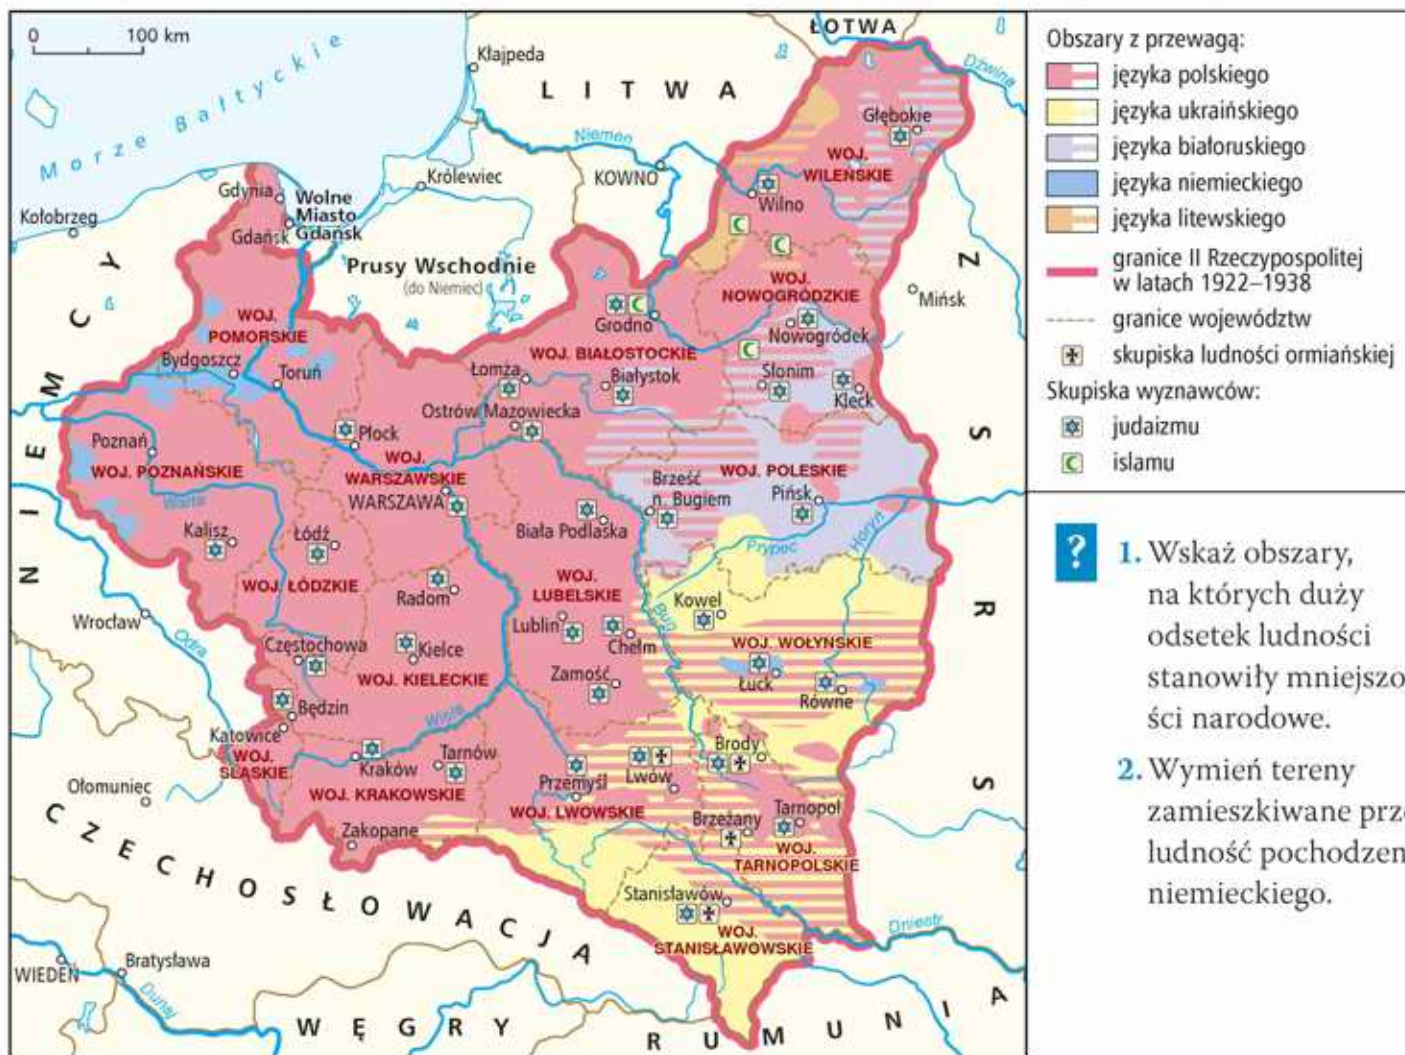 0 100 km
Morze Bałtyckie
ŁOTWA
Dźwina
Kłajpeda
LITWA
Niemen
KOWNO
Głębokie
WOJ.
WILEŃSKIE
Wilno
Królewiec
Gdynia
Wolne
Miasto
Gdańsk
Gdańsk
Kołobrzeg
Prusy Wschodnie
(do Niemiec)
NIEMCY
ZSRS
Mińsk
WOJ.
NOWOGRÓDZKIE
Nowogródek
Grodno
WOJ.
POMORSKIE
Bydgoszcz
Toruń
Łomża
WOJ. BIAŁOSTOCKIE
Białystok
Słonim
Kleck
Ostrów Mazowiecka
Płock
Poznań
WOJ. POZNAŃSKIE
Warta
WOJ.
WARSZAWSKIE
WARSZAWA
WOJ. POLESKIE
Brześć
n. Bugiem
Pińsk
Biała Podlaska
Prypeć
Horyń
Kalisz
Łódź
WOJ. ŁÓDZKIE
Radom
WOJ.
LUBELSKIE
Lublin
Chełm
Bug
Kowel
WOJ. WOŁYŃSKIE
Łuck
Równe
Wrocław
Odra
Częstochowa
Kielce
WOJ. KIELECKIE
Zamość
Będzin
Katowice
WOJ.
ŚLĄSKIE
Wisła
Kraków
Tarnów
WOJ. KRAKOWSKIE
Zakopane
Przemyśl
WOJ. LWOWSKIE
Lwów
Brody
Brzeżany
Tarnopol
WOJ.
TARNOPOLSKIE
Stanisławów
WOJ.
STANISŁAWOWSKIE
Dniestr
Ołomuniec
CZECHOSŁOWACJA
WIEDEŃ
Bratysława
Dunaj
WĘGRY
RUMUNIA
Obszary z przewagą:
języka polskiego
języka ukraińskiego
języka białoruskiego
języka niemieckiego
języka litewskiego
granice II Rzeczypospolitej
w latach 1922–1938
granice województw
skupiska ludności ormiańskiej
Skupiska wyznawców:
judaizmu
islamu
?
1. Wskaż obszary,
na których duży
odsetek ludności
stanowiły mniejszo
ści narodowe.
2. Wymień tereny
zamieszkiwane prze
ludność pochodzen
niemieckiego.